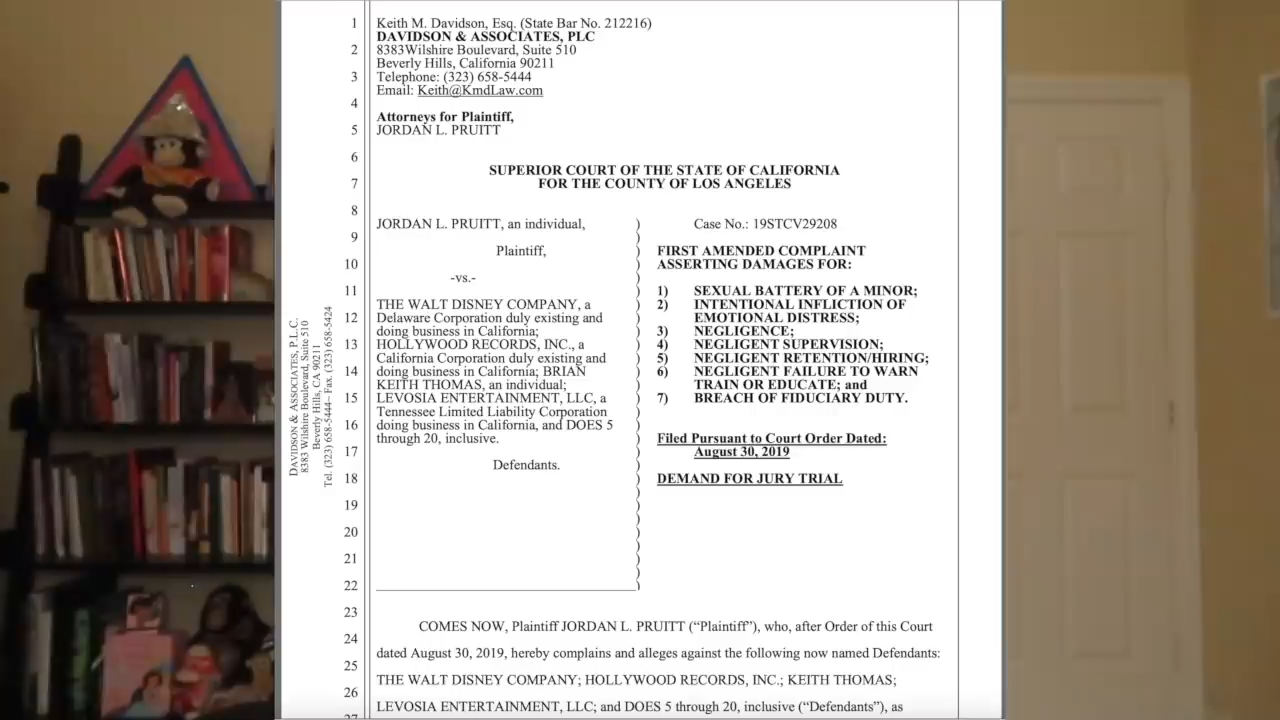 1 Keith M. Davidson, Esq. (State Bar No. 212216)
DAVIDSON & ASSOCIATES, PLC
2 8383Wilshire Boulevard, Suite 510
Beverly Hills, California 90211
3 Telephone: (323) 658-5444
Email: Keith@KmdLaw.com
4
Attorneys for Plaintiff,
5 JORDAN L. PRUITT
6 SUPERIOR COURT OF THE STATE OF CALIFORNIA
7 FOR THE COUNTY OF LOS ANGELES
8
JORDAN L. PRUITT, an individual,
9
Plaintiff,
10
-vs.-
11
THE WALT DISNEY COMPANY, a
12 Delaware Corporation duly existing and
doing business in California;
13 HOLLYWOOD RECORDS, INC., a
California Corporation duly existing and
14 doing business in California; BRIAN
KEITH THOMAS, an individual;
15 LEVOSIA ENTERTAINMENT, LLC, a
Tennessee Limited Liability Corporation
16 doing business in California, and DOES 5
through 20, inclusive.
17
Defendants.
18
19
20
21
22
) Case No.: 19STCV29208
)
) FIRST AMENDED COMPLAINT
) ASSERTING DAMAGES FOR:
)
) 1) SEXUAL BATTERY OF A MINOR;
) 2) INTENTIONAL INFLICTION OF
) EMOTIONAL DISTRESS;
) 3) NEGLIGENCE;
) 4) NEGLIGENT SUPERVISION;
) 5) NEGLIGENT RETENTION/HIRING;
) 6) NEGLIGENT FAILURE TO WARN
) TRAIN OR EDUCATE; and
) 7) BREACH OF FIDUCIARY DUTY.
)
) Filed Pursuant to Court Order Dated:
) August 30, 2019
)
) DEMAND FOR JURY TRIAL
)
)
)
)
)
)
)
)
23 COMES NOW, Plaintiff JORDAN L. PRUITT (“Plaintiff”), who, after Order of this Court
24 dated August 30, 2019, hereby complains and alleges against the following now named Defendants:
25 THE WALT DISNEY COMPANY; HOLLYWOOD RECORDS, INC.; KEITH THOMAS;
26 LEVOSIA ENTERTAINMENT, LLC; and DOES 5 through 20, inclusive (“Defendants”), as
27
DAVIDSON & ASSOCIATES, P.L.C.
8383 Wilshire Boulevard, Suite 510
Beverly Hills, CA 90211
Tel. (323) 658-5444– Fax. (323) 658-5424